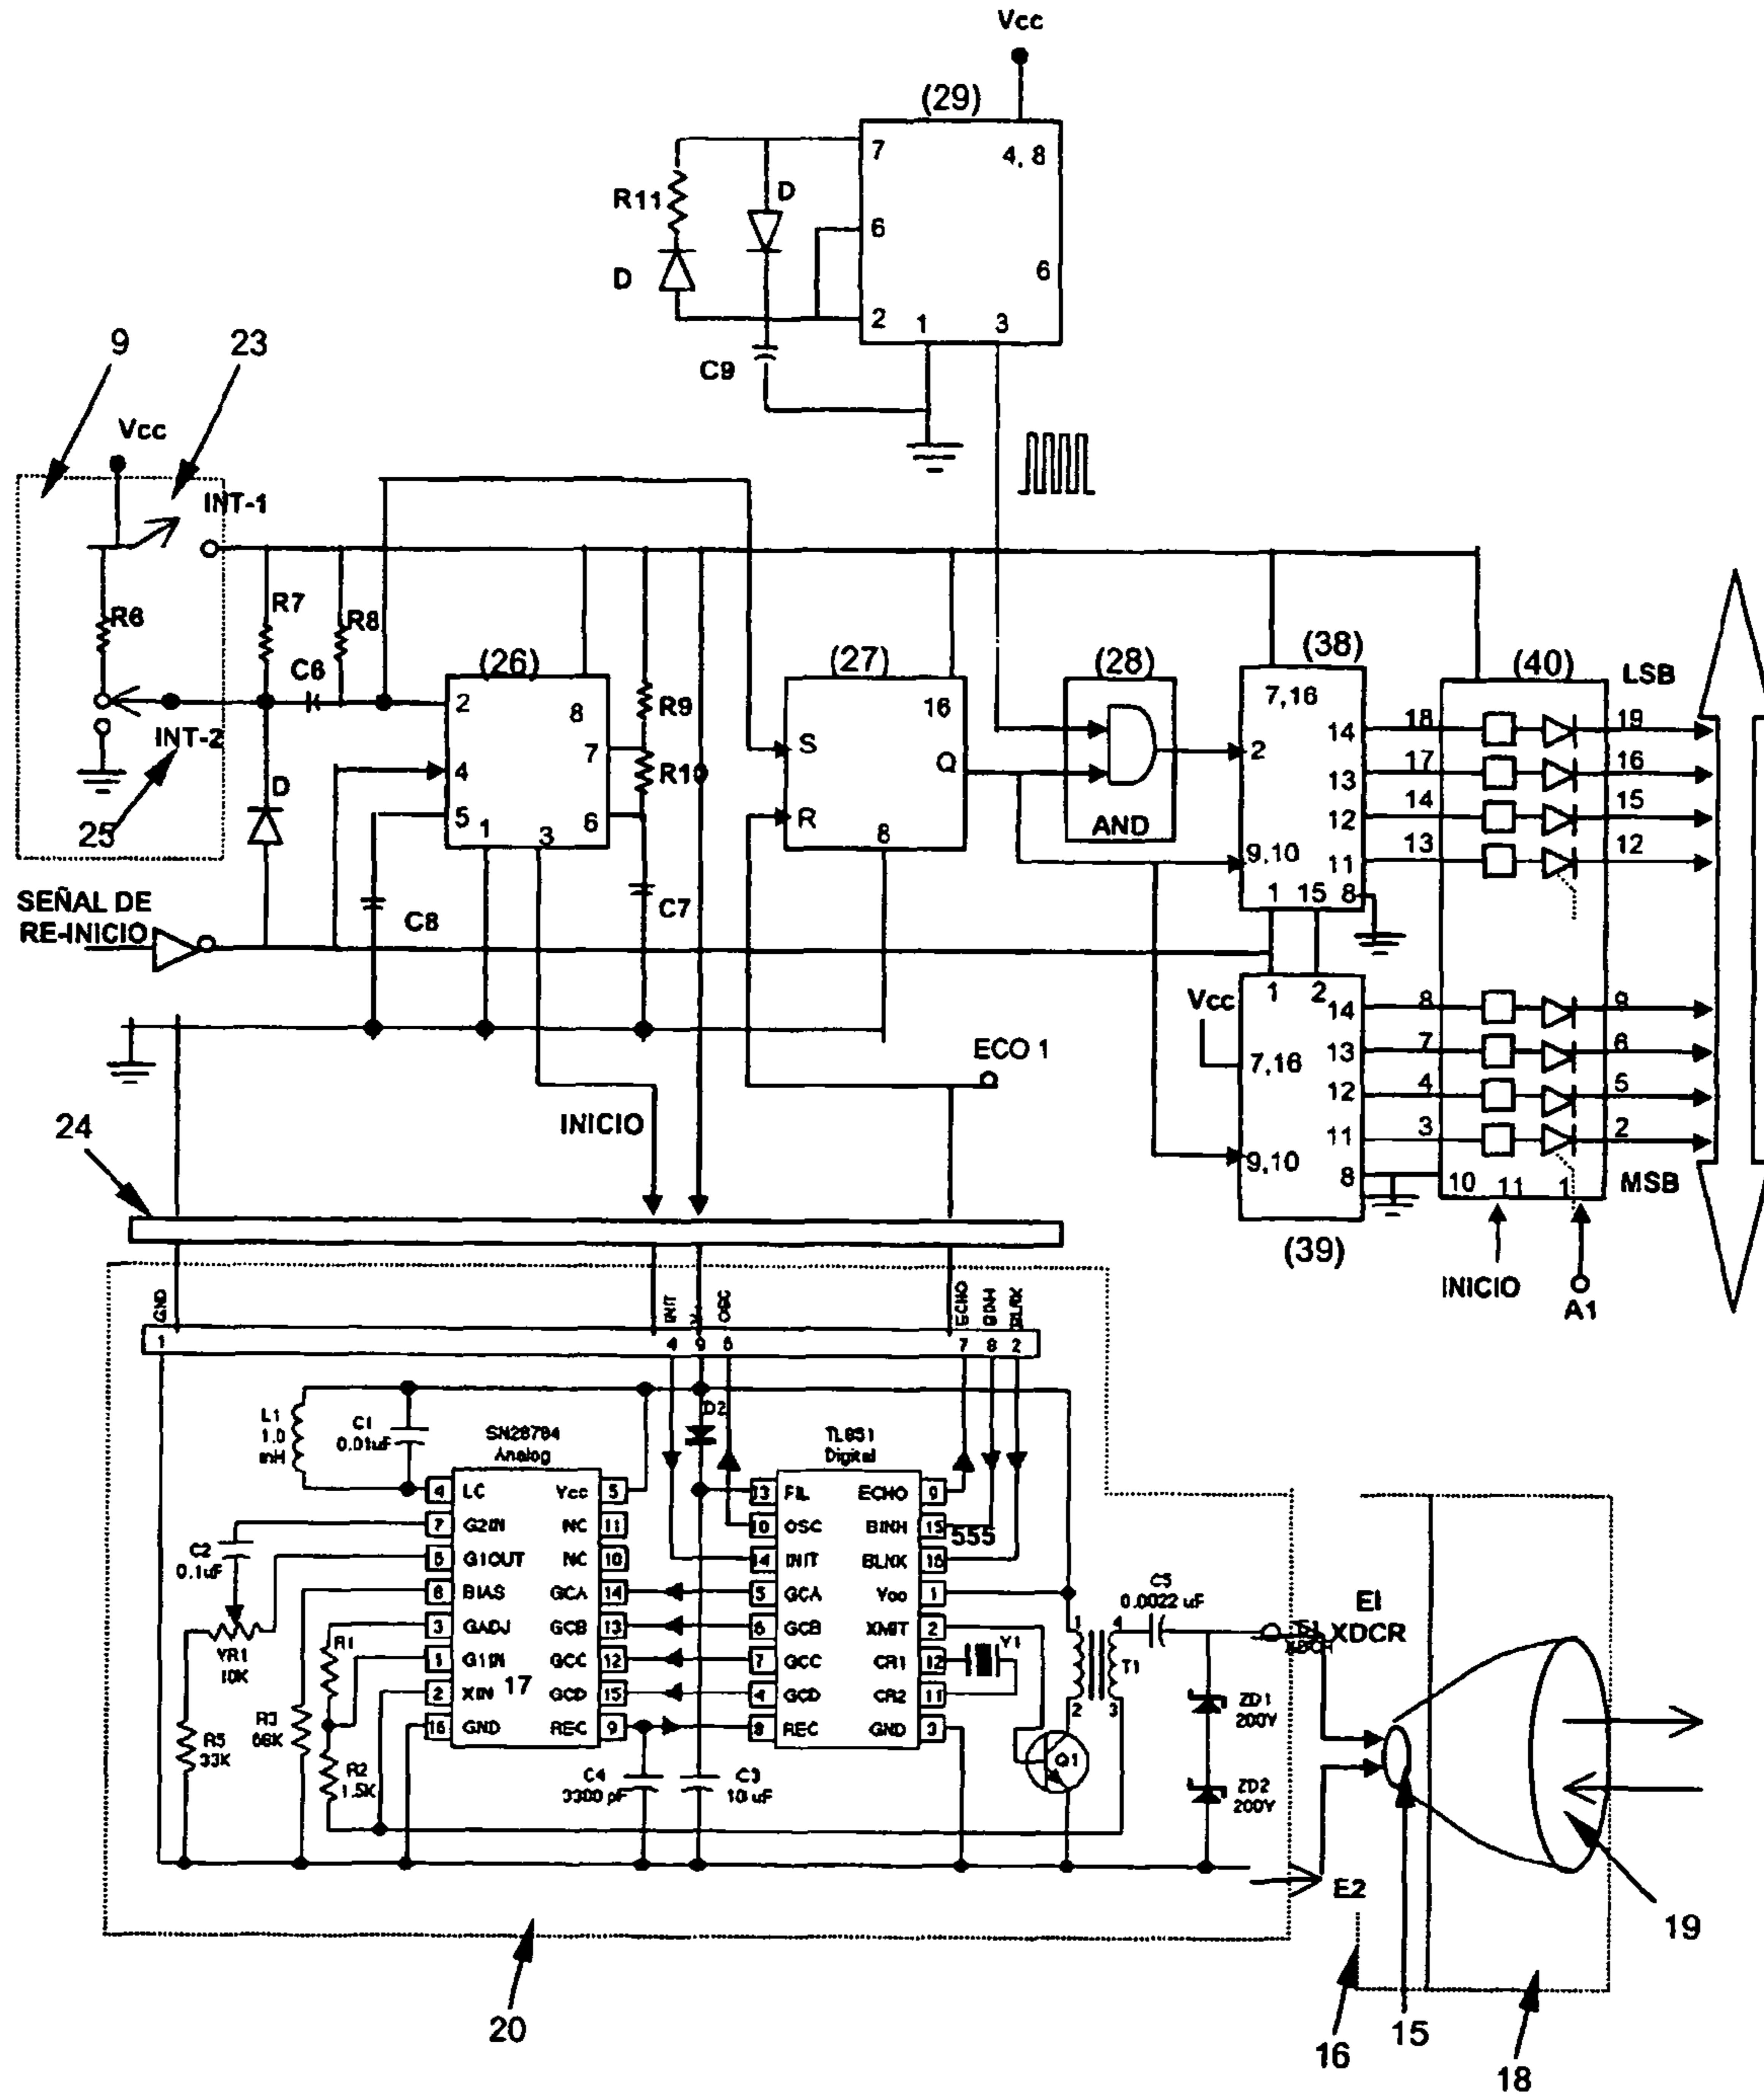 Vcc
(29)
7
4, 8
R11
D
6
D
6
2
1
3
C9
9
23
Vcc
INT-1
R6
R7
R8
C6
(26)
(27)
(28)
(38)
(40)
LSB
2
8
R9
16
7,16
14
18
19
INT-2
7
S
Q
2
13
17
16
4
R10
12
14
15
25
D
5
1
3
6
R
8
AND
9,10
11
13
12
1
15
8
SEÑAL DE
RE-INICIO
C8
C7
Vcc
1
2
14
8
9
ECO 1
7,16
13
7
6
12
4
5
24
INICIO
11
3
2
9,10
8
10
11
1
MSB
(39)
INICIO
A1
GND
INIT
OSC
ECHO
BINH
BLNK
1
4
9
6
7
8
2
L1
1.0
mH
C1
0.01uF
SN28784
Analog
D2
TL851
Digital
4
LC
Vcc
5
13
FIL
ECHO
9
7
G2IN
NC
11
10
OSC
BINH
15
555
C2
0.1uF
5
G1OUT
NC
10
14
INIT
BLNK
16
6
BIAS
GCA
14
5
GCA
1
C5
0.0022 uF
E1
3
GADJ
GCB
13
6
GCB
XMIT
2
1
4
XDCR
YR1
10K
R1
1
G1IN
GCC
12
7
GCC
CR1
12
Y1
T1
2
XIN
17
GCD
15
4
GCD
CR2
11
2
3
ZD1
200Y
R5
33K
R3
68K
16
GND
REC
9
8
REC
GND
3
R2
1.5K
C4
3300 pF
C3
10 uF
Q1
ZD2
200Y
E2
19
20
16
15
18